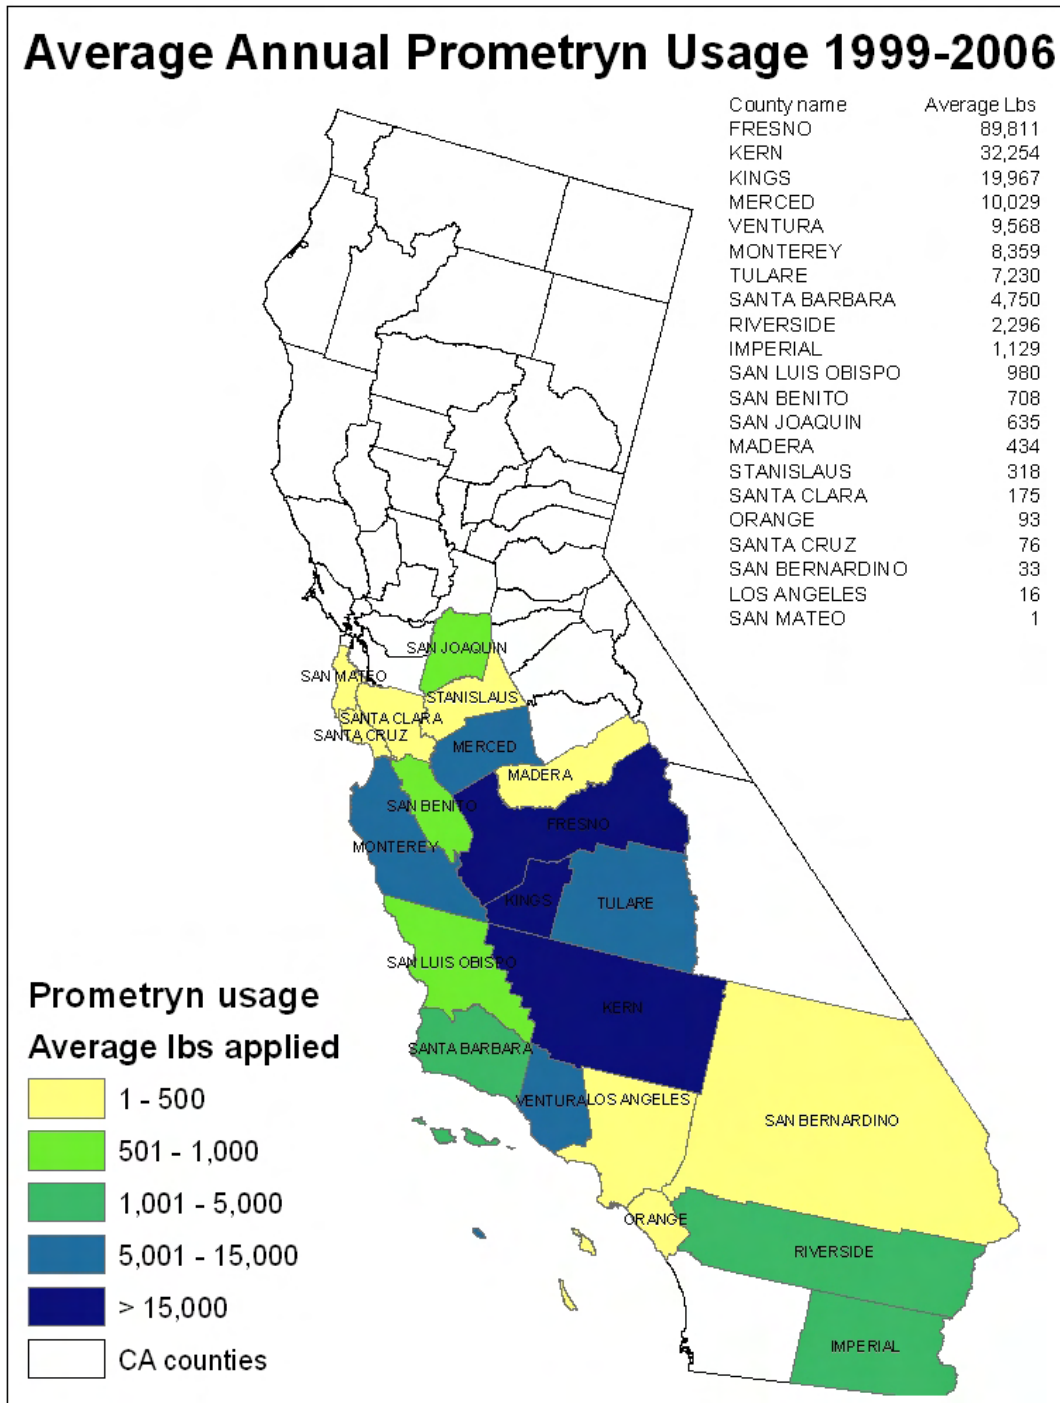 Average Annual Prometryn Usage 1999-2006
County name Average Lbs
FRESNO 89,811
KERN 32,254
KINGS 19,967
MERCED 10,029
VENTURA 9,568
MONTEREY 8,359
TULARE 7,230
SANTA BARBARA 4,750
RIVERSIDE 2,296
IMPERIAL 1,129
SAN LUIS OBISPO 980
SAN BENITO 708
SAN JOAQUIN 635
MADERA 434
STANISLAUS 318
SANTA CLARA 175
ORANGE 93
SANTA CRUZ 76
SAN BERNARDINO 33
LOS ANGELES 16
SAN MATEO 1
SAN JOAQUIN
SAN MATEO
STANISLAUS
SANTA CLARA
SANTA CRUZ
MERCED
MADERA
SAN BENITO
FRESNO
MONTEREY
KINGS
TULARE
SAN LUIS OBISPO
KERN
SANTA BARBARA
VENTURA
LOS ANGELES
SAN BERNARDINO
ORANGE
RIVERSIDE
IMPERIAL
Prometryn usage
Average lbs applied
1 - 500
501 - 1,000
1,001 - 5,000
5,001 - 15,000
> 15,000
CA counties